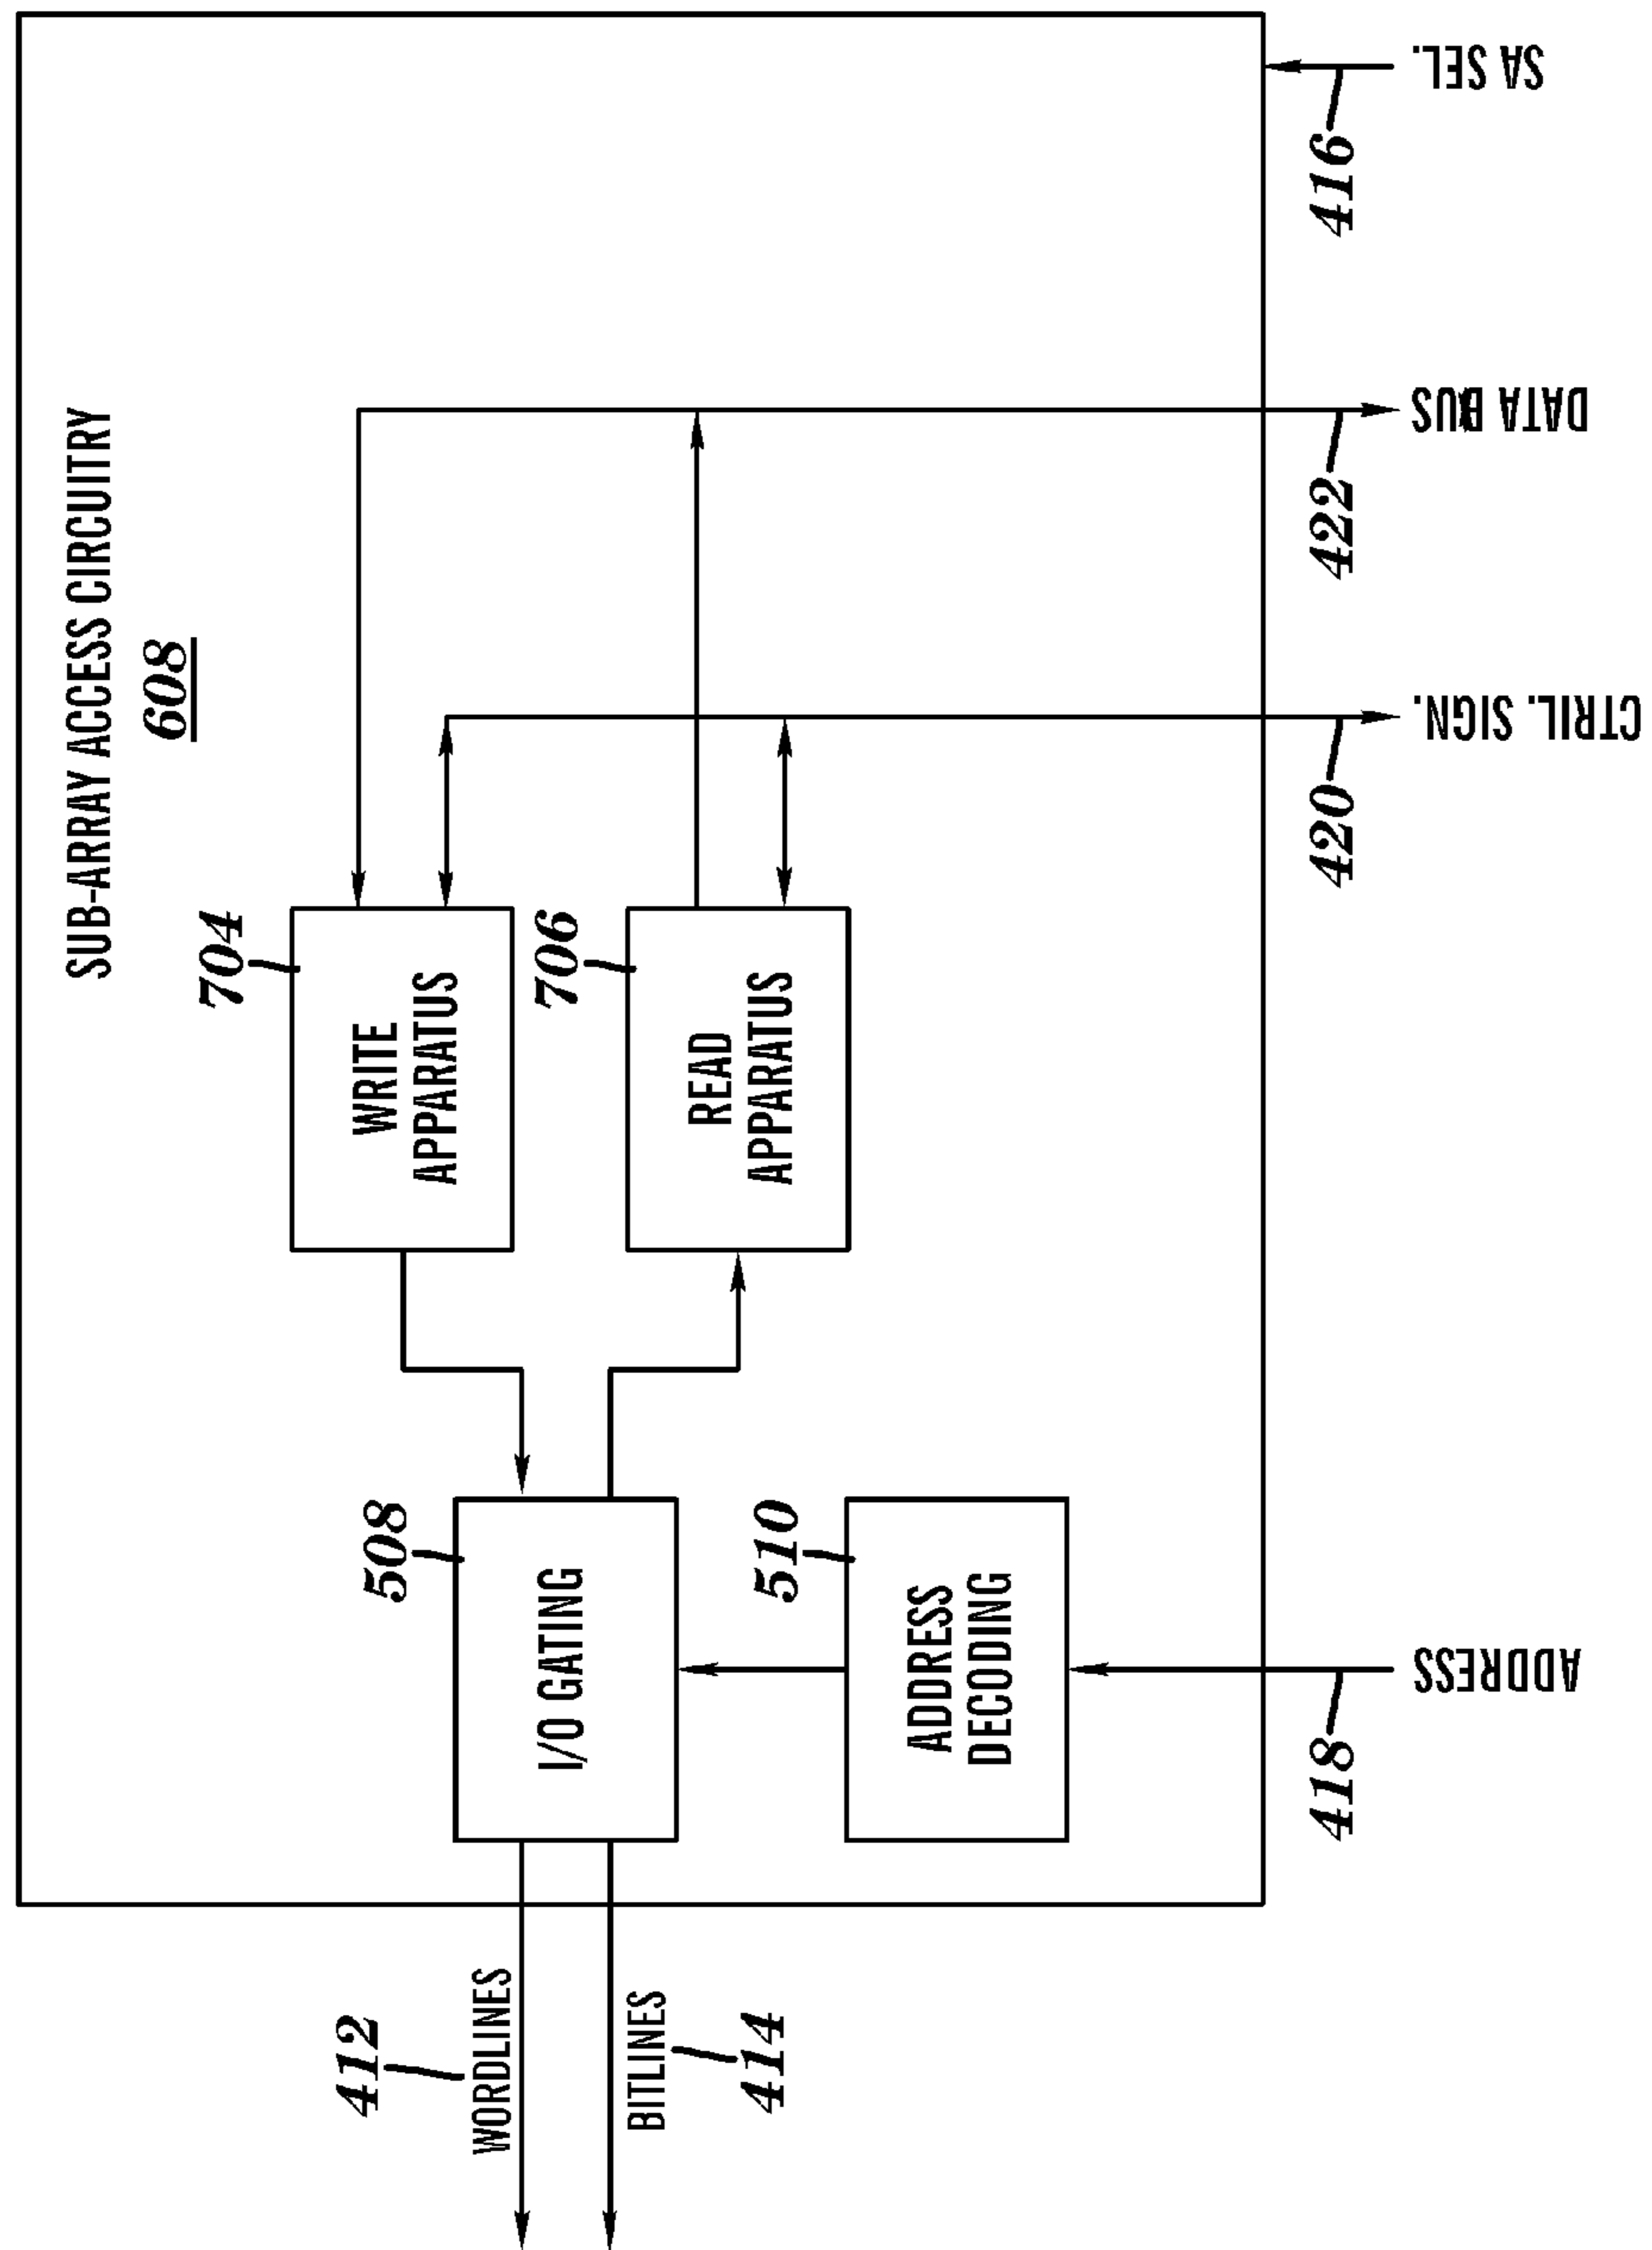 SUB-ARRAY ACCESS CIRCUITRY
608
704
WRITE
APPARATUS
706
READ
APPARATUS
508
I/O GATING
510
ADDRESS
DECODING
412
WORDLINES
BITLINES
414
418
ADDRESS
420
CTRIL. SIGN.
422
DATA BUS
416
SA SEL.